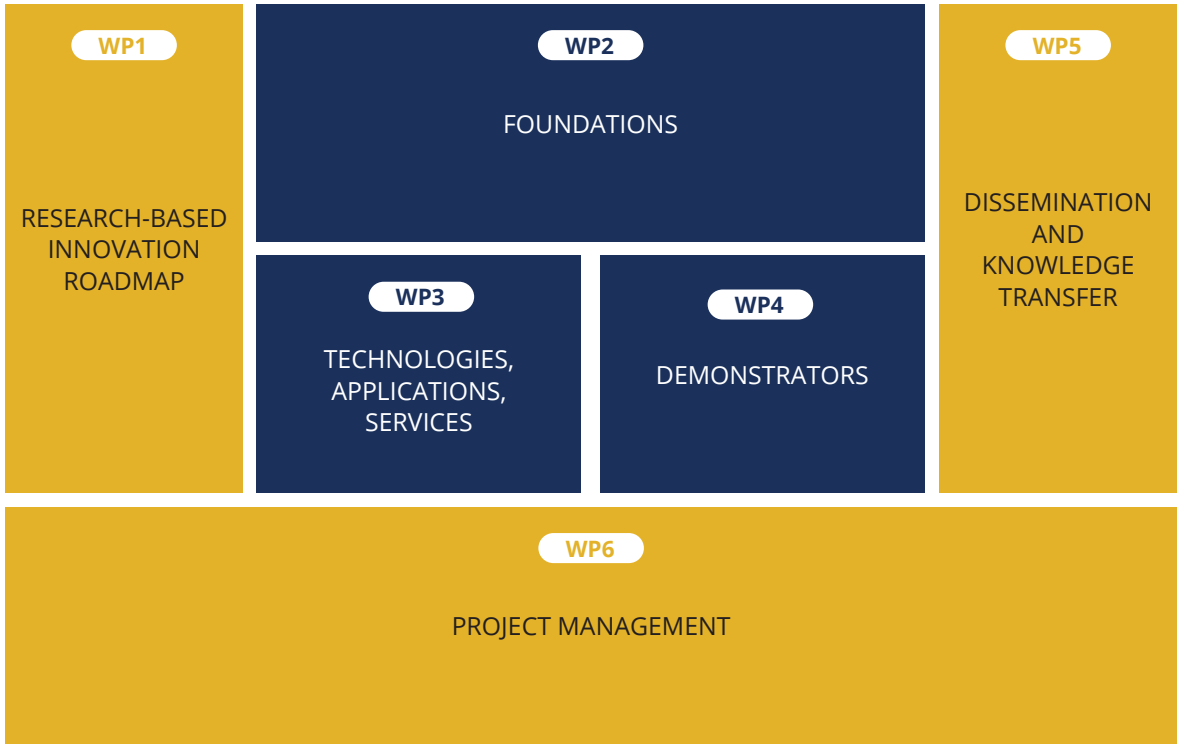 WP1
RESEARCH-BASED
INNOVATION
ROADMAP
WP2
FOUNDATIONS
WP3
TECHNOLOGIES,
APPLICATIONS,
SERVICES
WP4
DEMONSTRATORS
WP5
DISSEMINATION
AND
KNOWLEDGE
TRANSFER
WP6
PROJECT MANAGEMENT